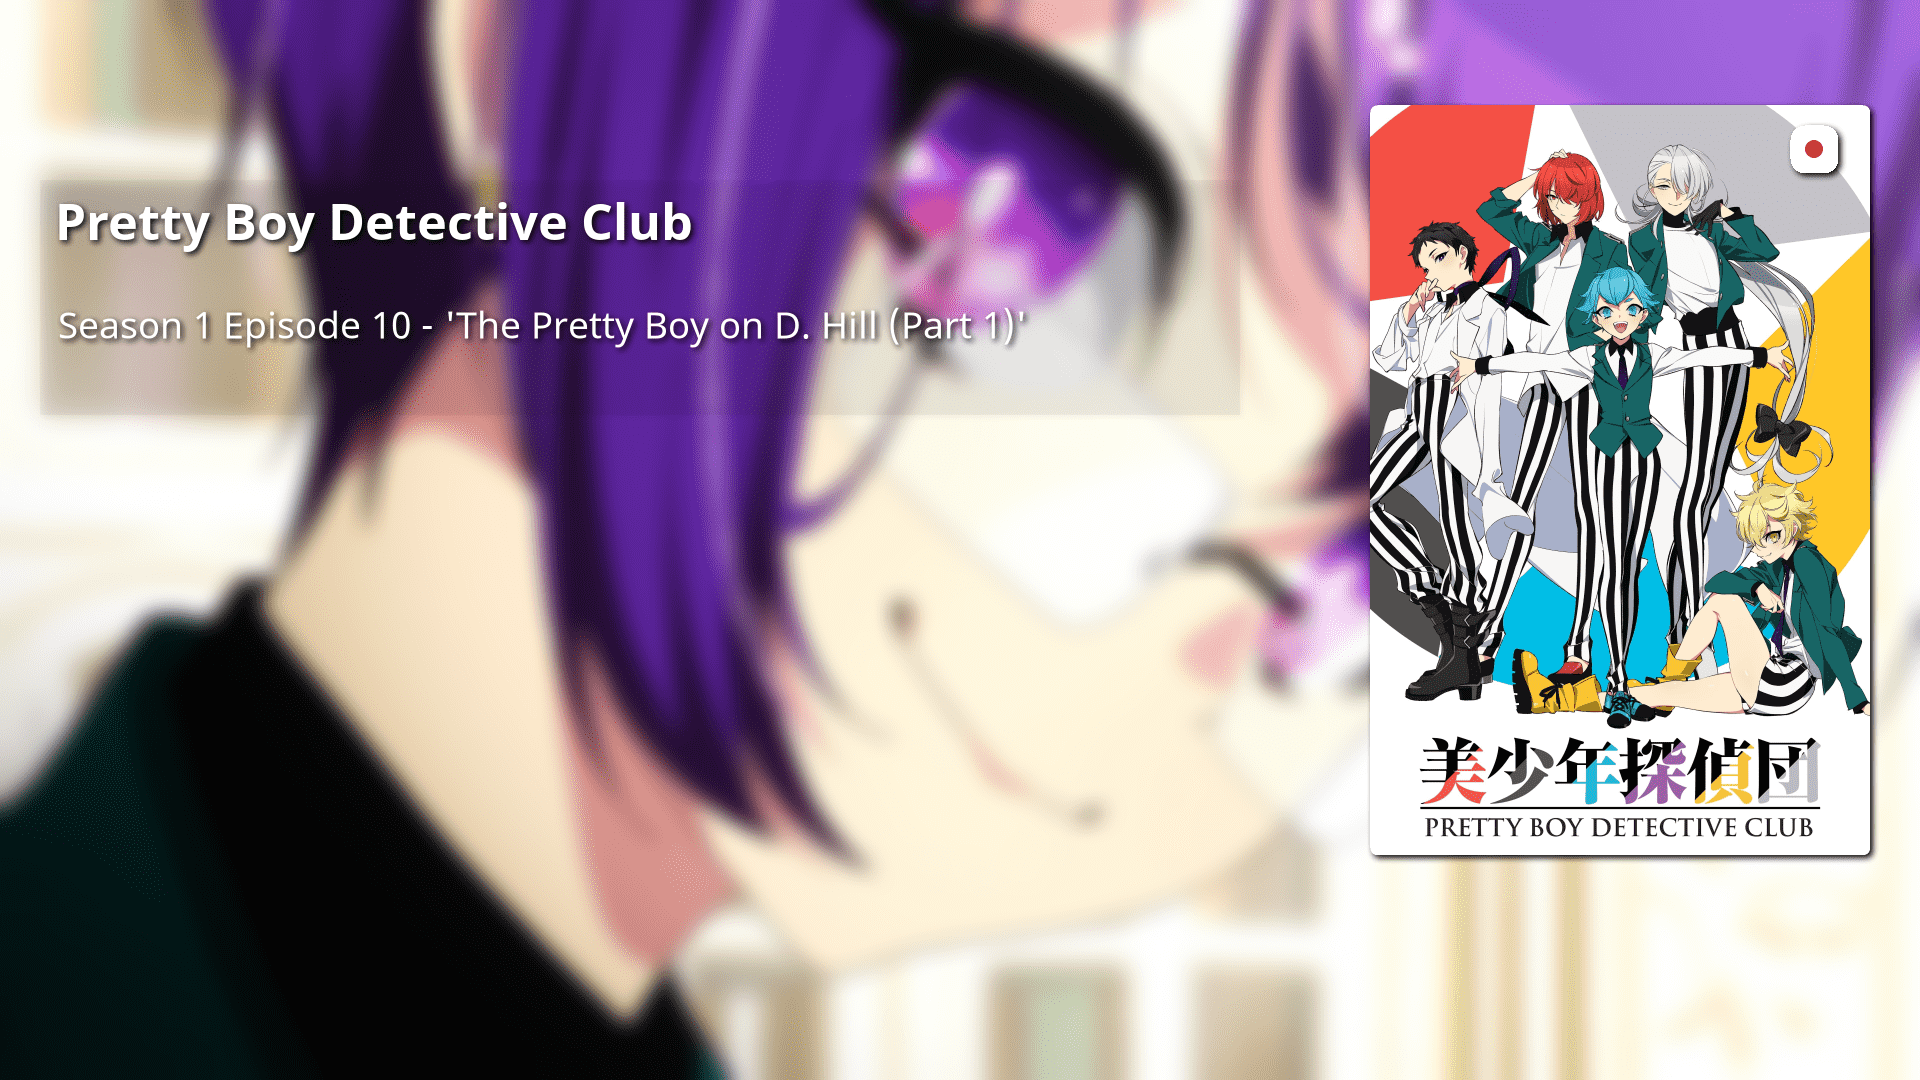 Pretty Boy Detective Club
Season 1 Episode 10 - 'The Pretty Boy on D. Hill (Part 1)'
美少年探偵団
PRETTY BOY DETECTIVE CLUB